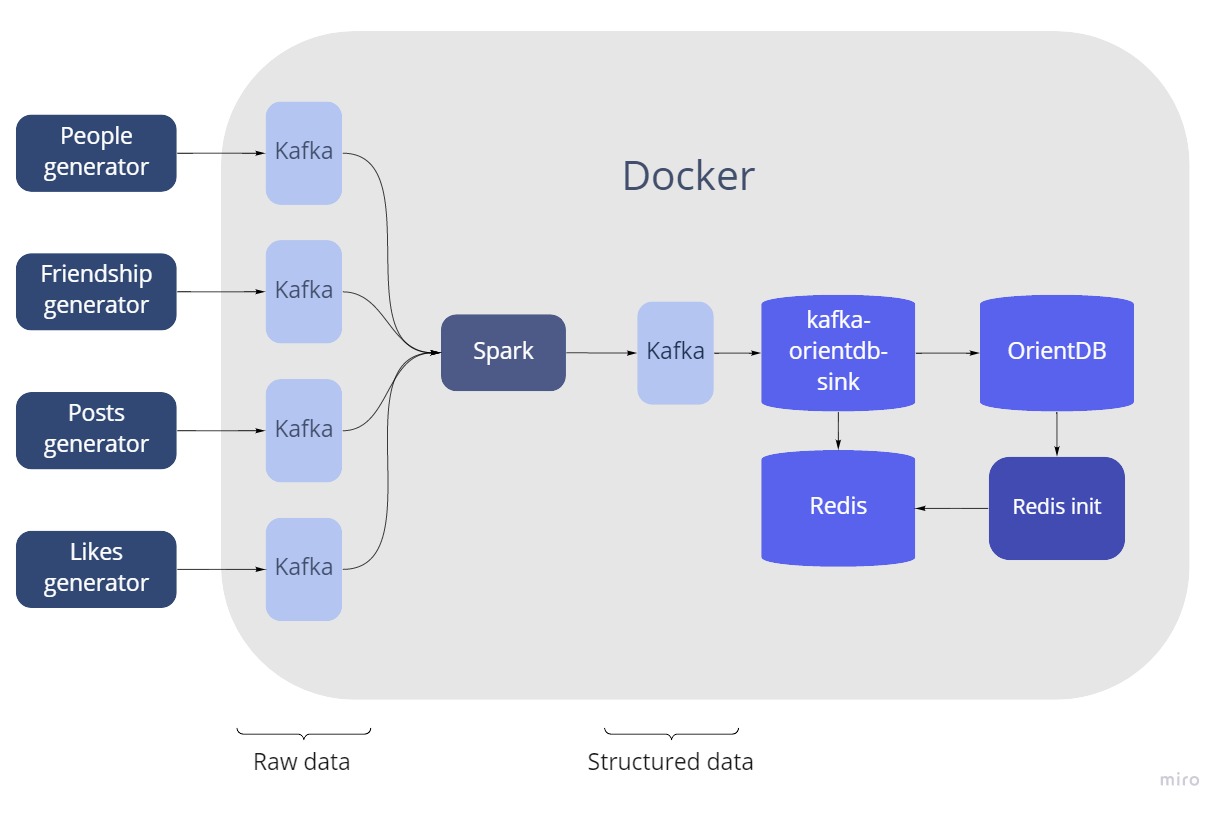 People
generator
Kafka
Docker
Friendship
generator
Kafka
Posts
generator
Kafka
Likes
generator
Kafka
Spark
Kafka
kafka-
orientdb-
sink
OrientDB
Redis
Redis init
Raw data
Structured data
miro